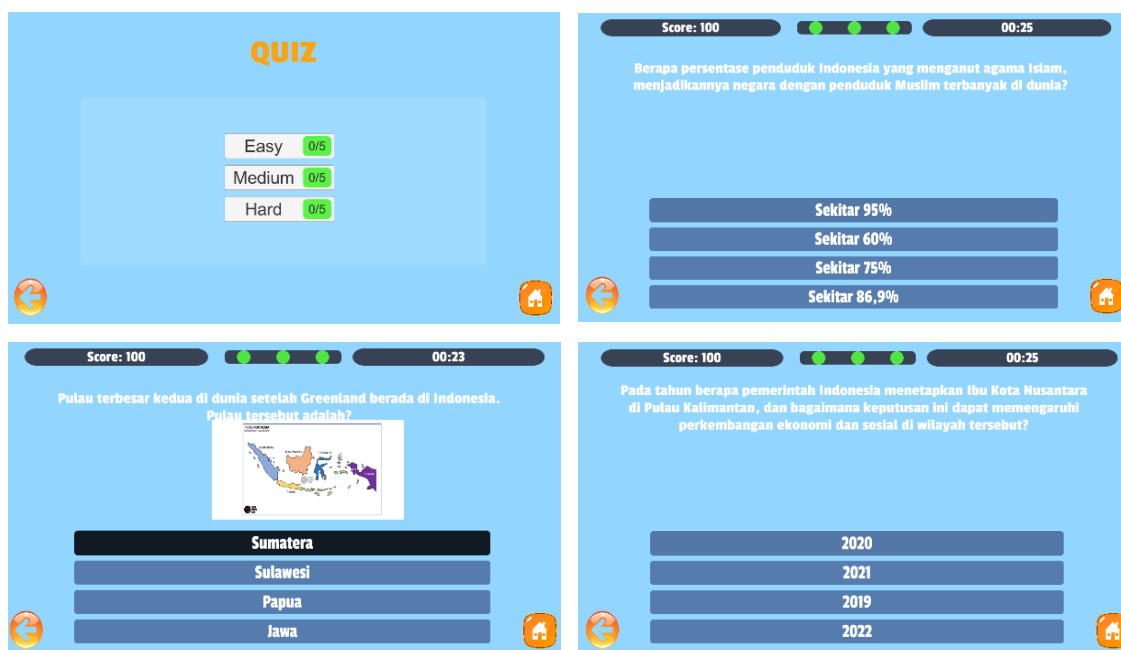 QUIZ
Easy 0/5
Medium 0/5
Hard 0/5
Score: 100 00:25
Berapa persentase penduduk Indonesia yang menganut agama Islam,
menjadikannya negara dengan penduduk Muslim terbanyak di dunia?
Sekitar 95%
Sekitar 60%
Sekitar 75%
Sekitar 86,9%
Score: 100 00:23
Pulau terbesar kedua di dunia setelah Greenland berada di Indonesia.
Pulau tersebut adalah?
Sumatera
Sulawesi
Papua
Jawa
Score: 100 00:25
Pada tahun berapa pemerintah Indonesia menetapkan Ibu Kota Nusantara
di Pulau Kalimantan, dan bagaimana keputusan ini dapat memengaruhi
perkembangan ekonomi dan sosial di wilayah tersebut?
2020
2021
2019
2022